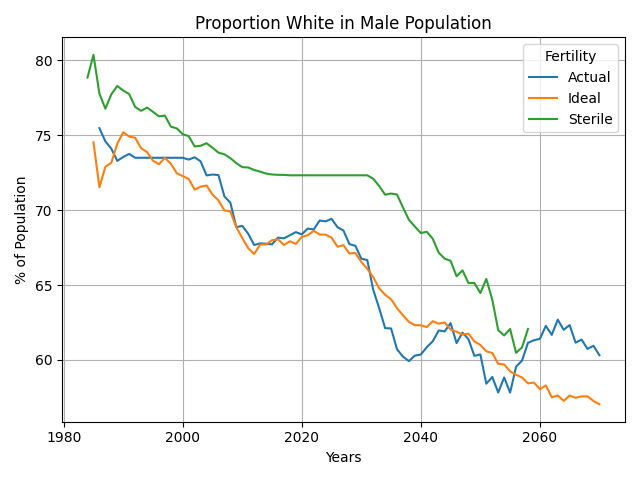 Proportion White in Male Population
Fertility
Actual
Ideal
Sterile
% of Population
80
75
70
65
60
1980
2000
2020
2040
2060
Years